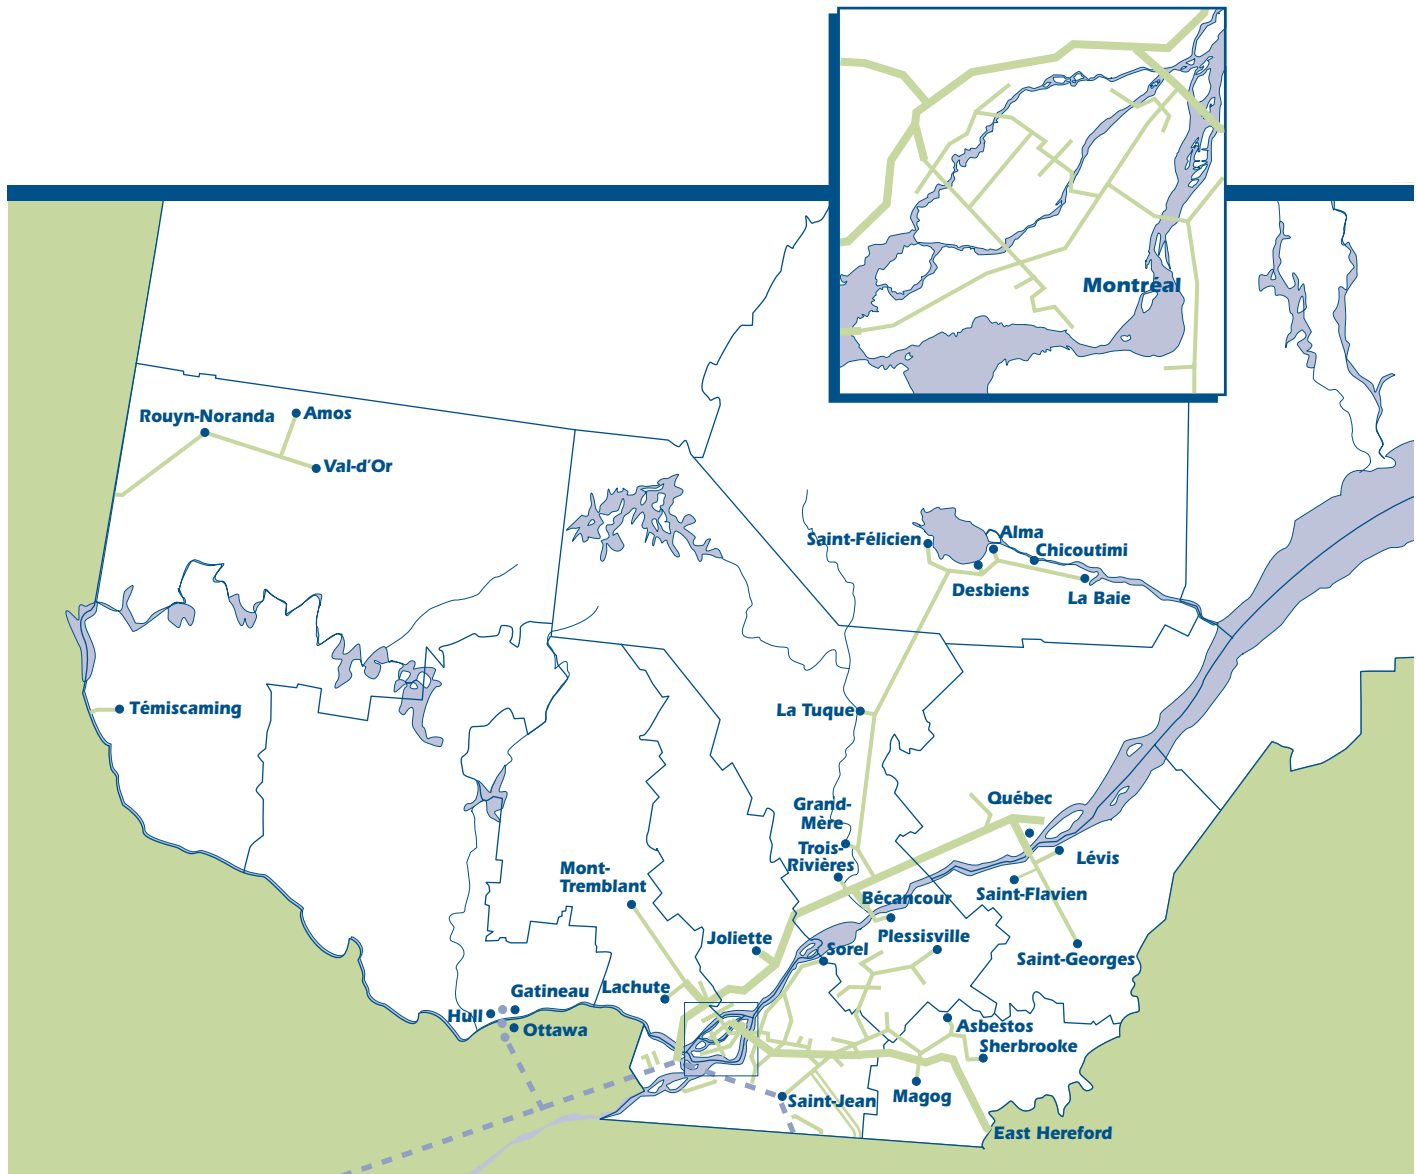 Montréal
Rouyn-Noranda
Amos
Val-d'Or
Saint-Félicien
Alma
Chicoutimi
Desbiens
La Baie
Témiscaming
La Tuque
Grand-
Mère
Trois-
Rivières
Québec
Lévis
Saint-Flavien
Mont-
Tremblant
Bécancour
Plessisville
Joliette
Sorel
Saint-Georges
Lachute
Gatineau
Hull
Ottawa
Asbestos
Sherbrooke
Saint-Jean
Magog
East Hereford